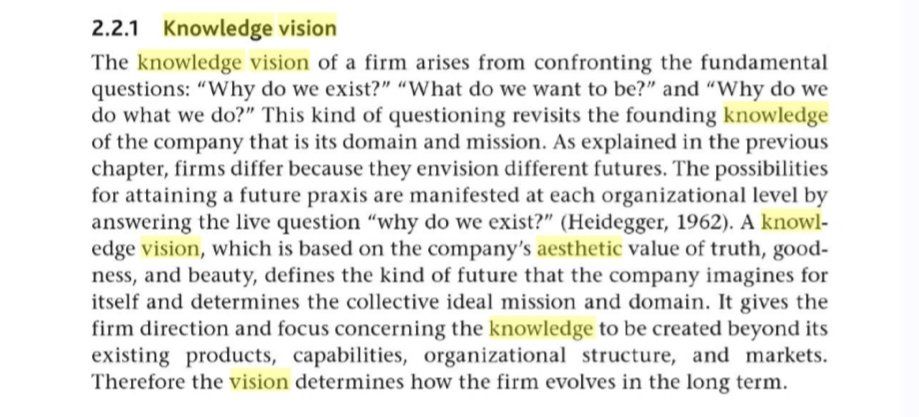 2.2.1 Knowledge vision
The knowledge vision of a firm arises from confronting the fundamental
questions: “Why do we exist?” “What do we want to be?” and “Why do we
do what we do?” This kind of questioning revisits the founding knowledge
of the company that is its domain and mission. As explained in the previous
chapter, firms differ because they envision different futures. The possibilities
for attaining a future praxis are manifested at each organizational level by
answering the live question “why do we exist?” (Heidegger, 1962). A knowl-
edge vision, which is based on the company’s aesthetic value of truth, good-
ness, and beauty, defines the kind of future that the company imagines for
itself and determines the collective ideal mission and domain. It gives the
firm direction and focus concerning the knowledge to be created beyond its
existing products, capabilities, organizational structure, and markets.
Therefore the vision determines how the firm evolves in the long term.